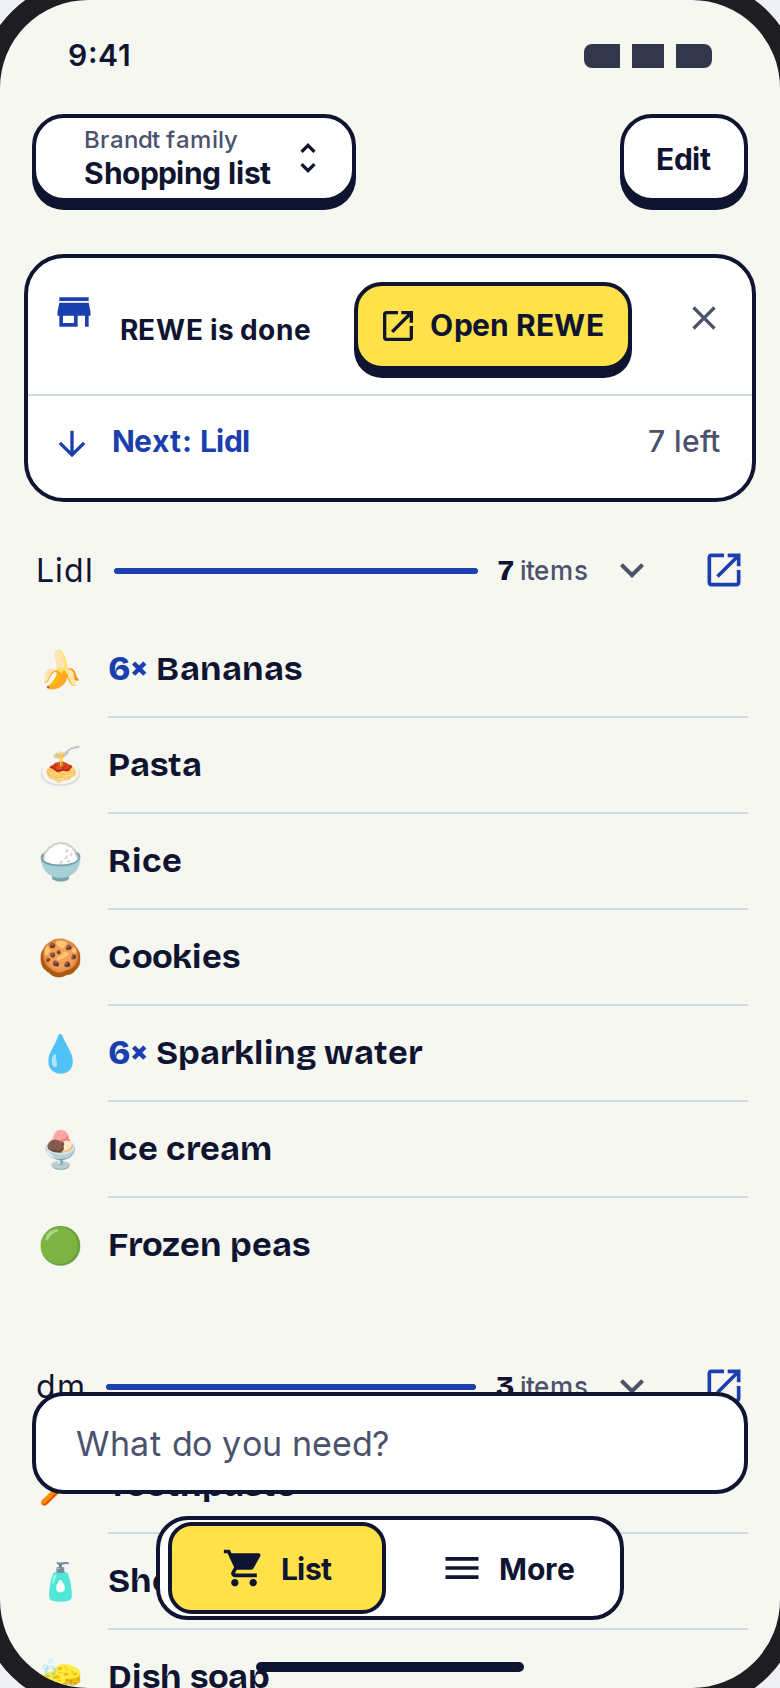 9:41
Brandt family
Shopping list
Edit
REWE is done
Open REWE
Next: Lidl
7 left
Lidl
7 items
6× Bananas
Pasta
Rice
Cookies
6× Sparkling water
Ice cream
Frozen peas
dm
3 items
What do you need?
List
More
Dish soap